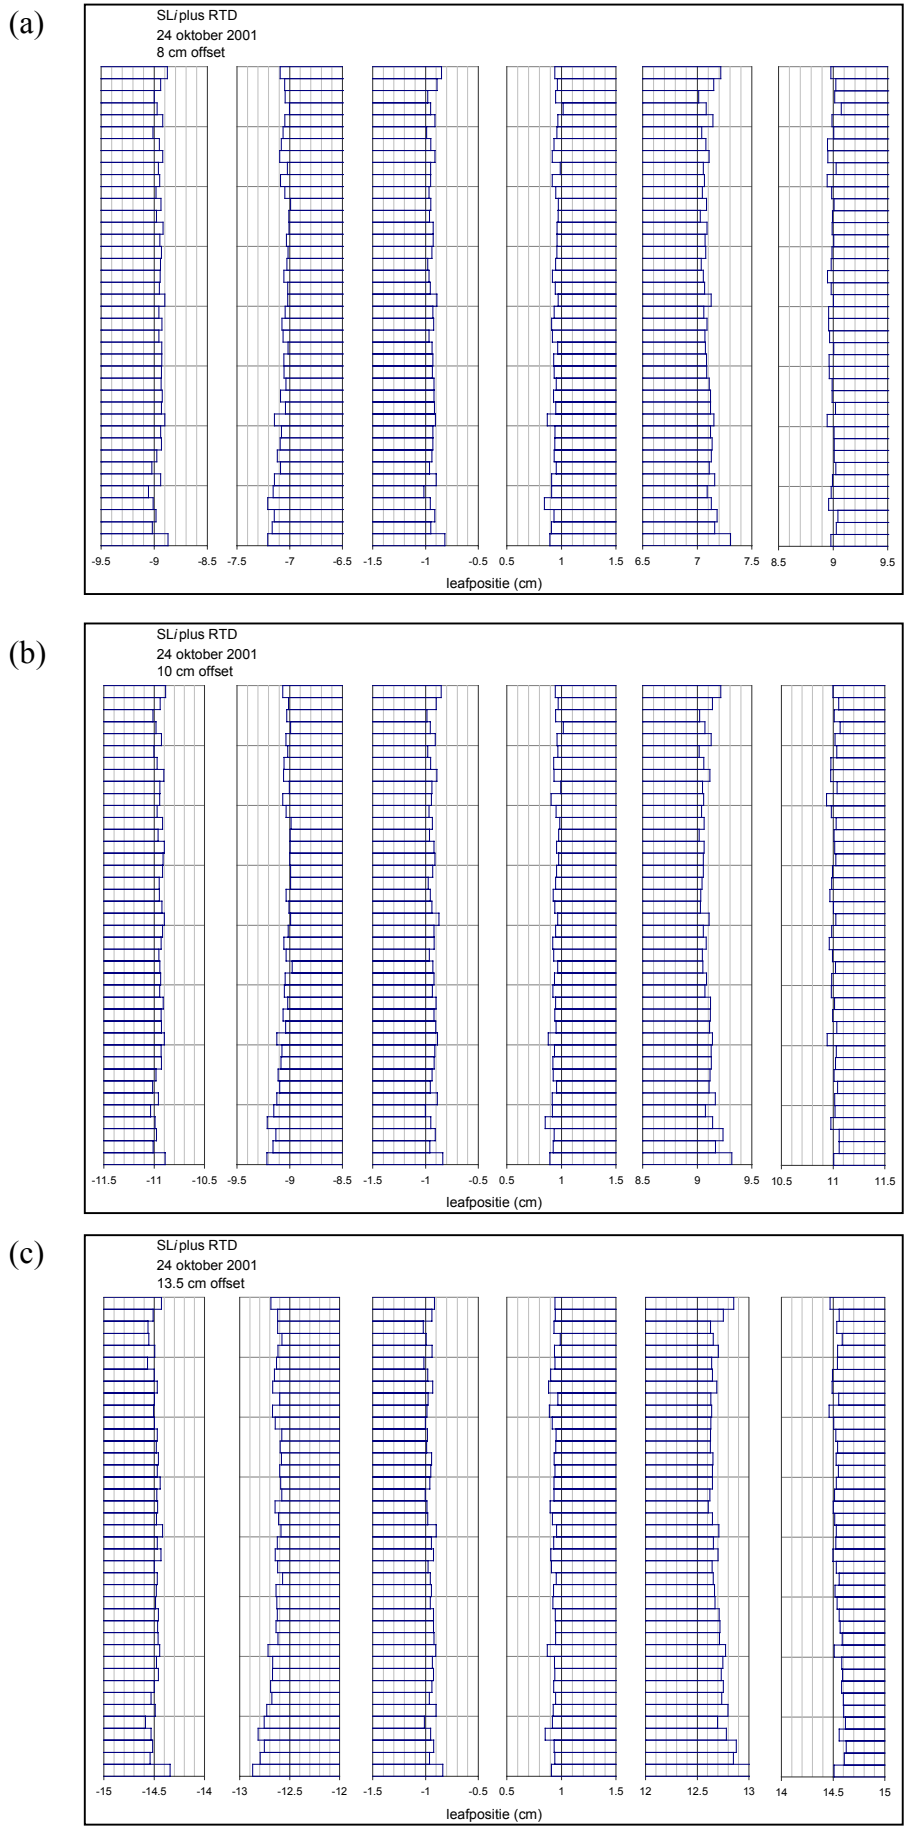 (a)
SLi plus RTD
24 oktober 2001
8 cm offset
-9.5 -9 -8.5 -7.5 -7 -6.5 -1.5 -1 -0.5 0.5 1 1.5 6.5 7 7.5 8.5 9 9.5
leafpositie (cm)
(b)
SLi plus RTD
24 oktober 2001
10 cm offset
-11.5 -11 -10.5 -9.5 -9 -8.5 -1.5 -1 -0.5 0.5 1 1.5 8.5 9 9.5 10.5 11 11.5
leafpositie (cm)
(c)
SLi plus RTD
24 oktober 2001
13.5 cm offset
-15 -14.5 -14 -13 -12.5 -12 -1.5 -1 -0.5 0.5 1 1.5 12 12.5 13 14 14.5 15
leafpositie (cm)